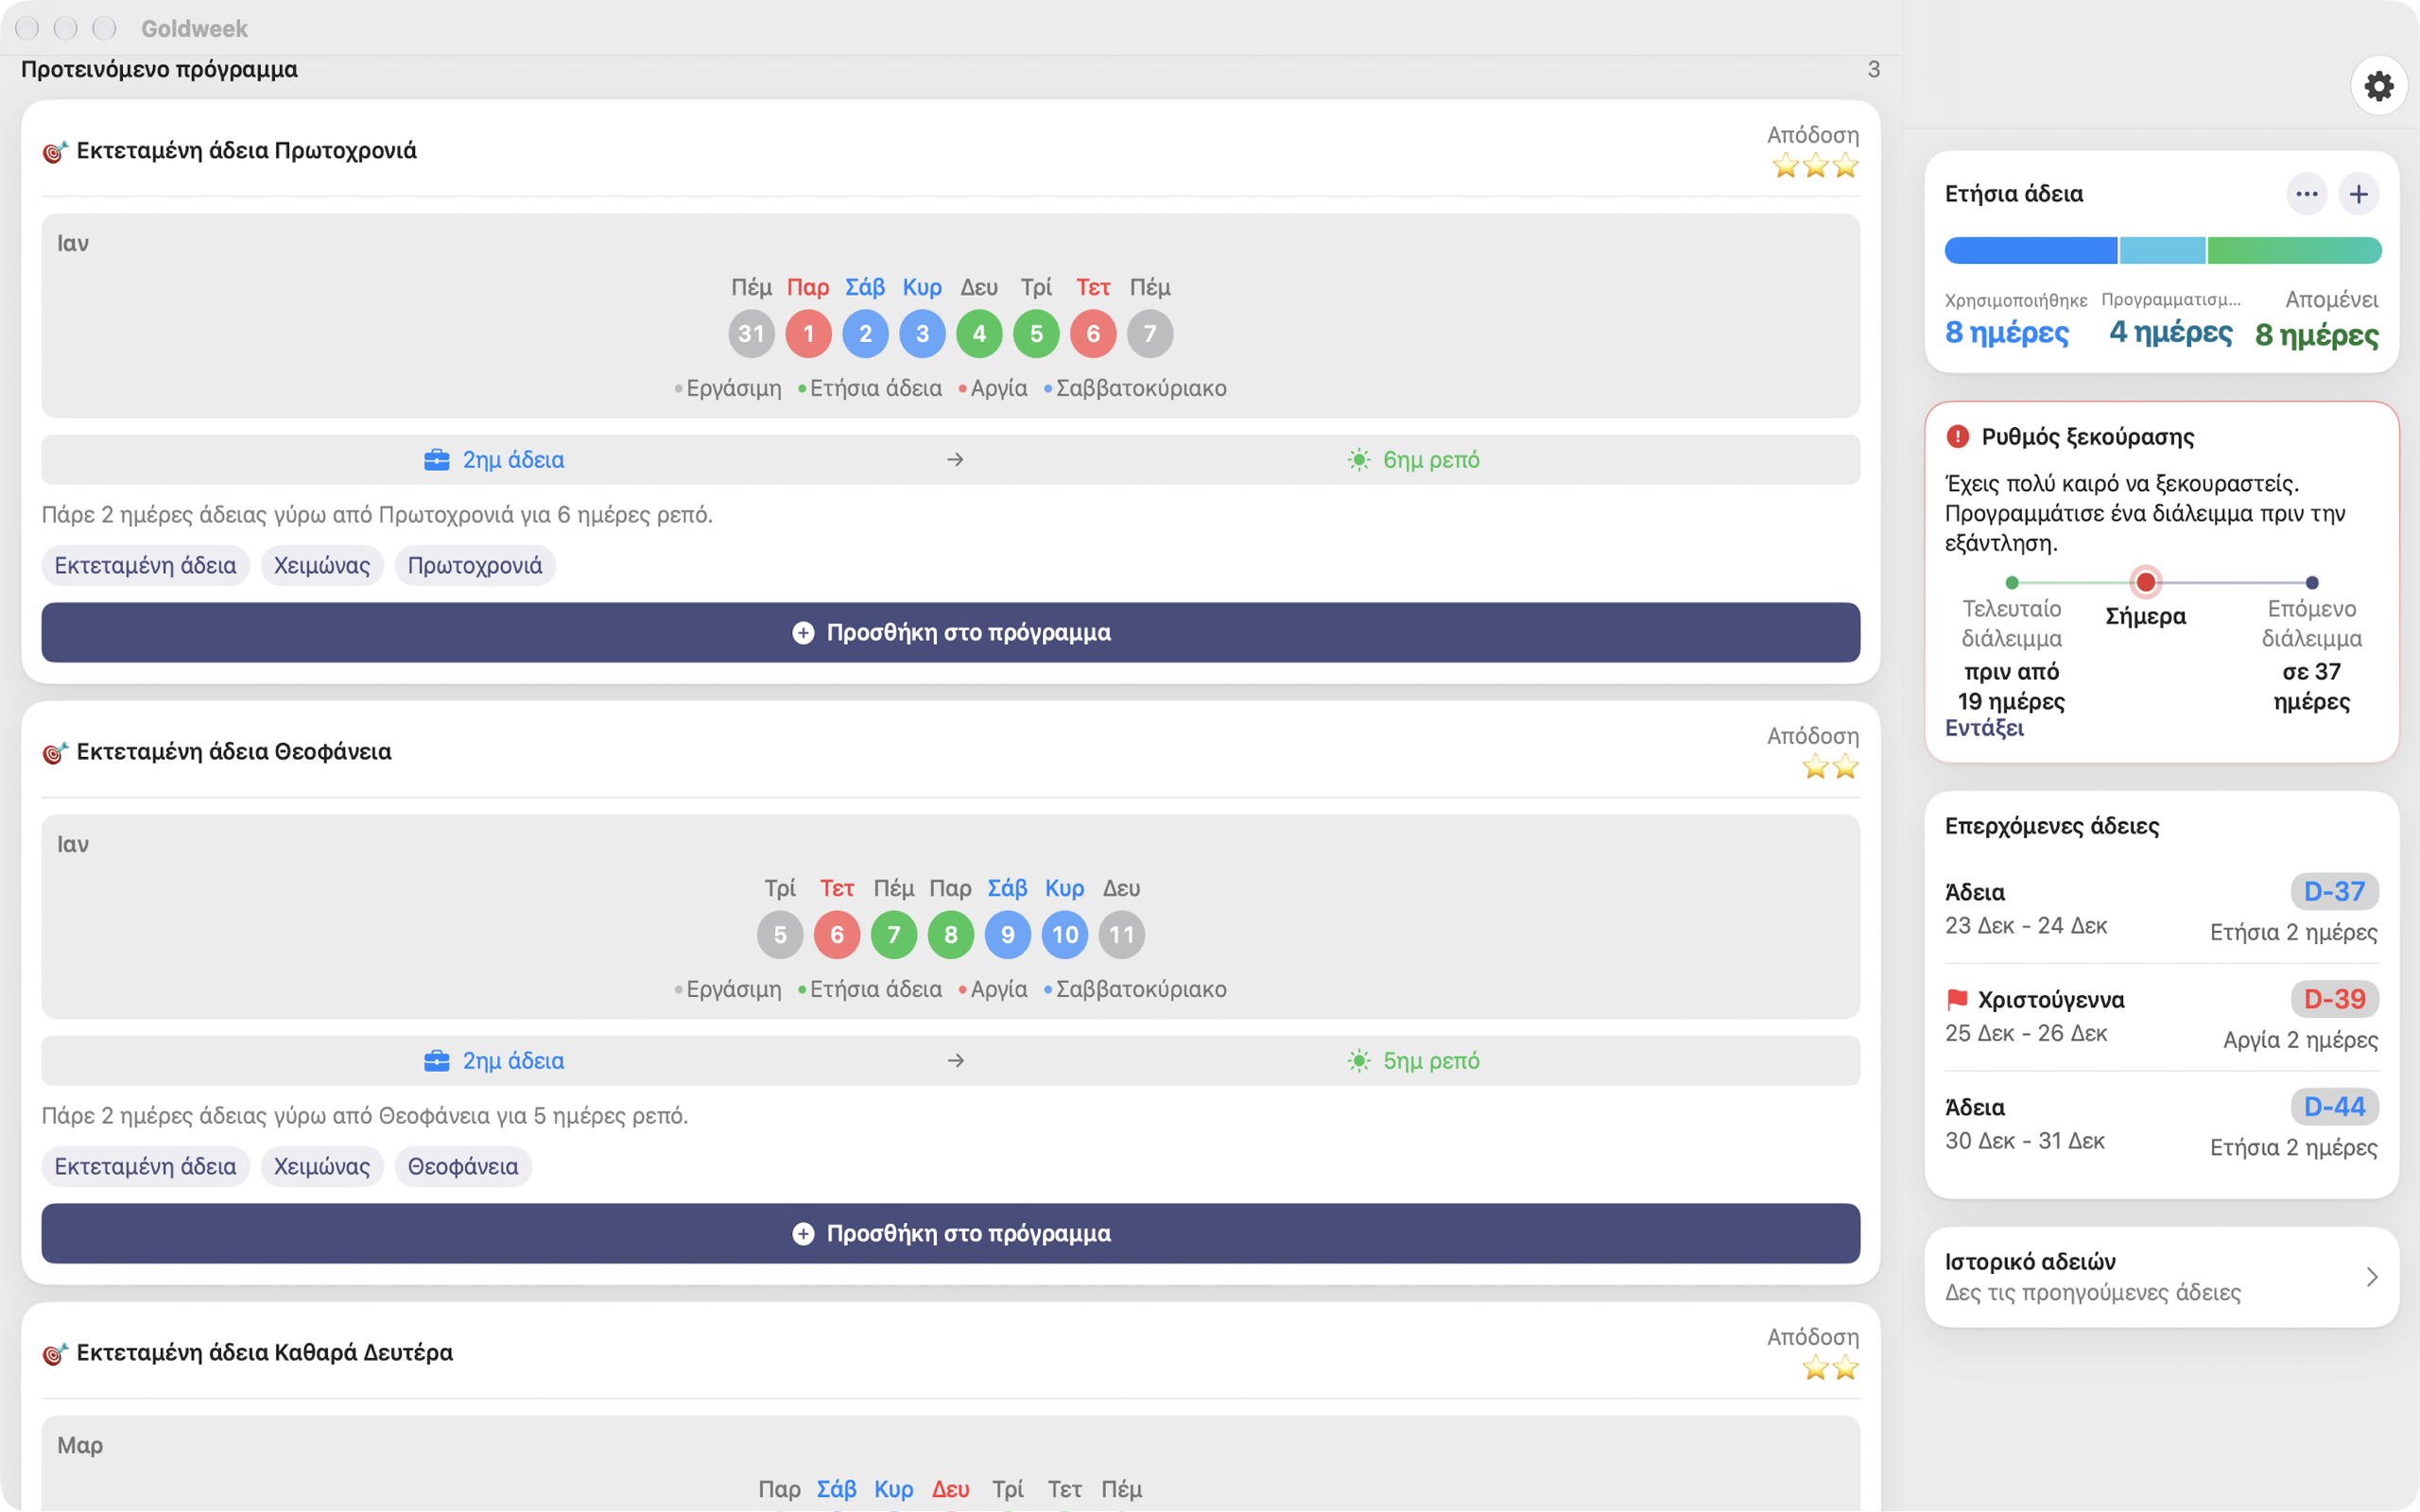 Goldweek
Προτεινόμενο πρόγραμμα
3
Εκτεταμένη άδεια Πρωτοχρονιά
Απόδοση
Ιαν
Πέμ Παρ Σάβ Κυρ Δευ Τρί Τετ Πέμ
31 1 2 3 4 5 6 7
Εργάσιμη Ετήσια άδεια Αργία Σαββατοκύριακο
2ημ άδεια → 6ημ ρεπό
Πάρε 2 ημέρες άδειας γύρω από Πρωτοχρονιά για 6 ημέρες ρεπό.
Εκτεταμένη άδεια Χειμώνας Πρωτοχρονιά
Προσθήκη στο πρόγραμμα
Εκτεταμένη άδεια Θεοφάνεια
Απόδοση
Ιαν
Τρί Τετ Πέμ Παρ Σάβ Κυρ Δευ
5 6 7 8 9 10 11
Εργάσιμη Ετήσια άδεια Αργία Σαββατοκύριακο
2ημ άδεια → 5ημ ρεπό
Πάρε 2 ημέρες άδειας γύρω από Θεοφάνεια για 5 ημέρες ρεπό.
Εκτεταμένη άδεια Χειμώνας Θεοφάνεια
Προσθήκη στο πρόγραμμα
Εκτεταμένη άδεια Καθαρά Δευτέρα
Απόδοση
Μαρ
Παρ Σάβ Κυρ Δευ Τρί Τετ Πέμ
Ετήσια άδεια
Χρησιμοποιήθηκε Προγραμματισμ... Απομένει
8 ημέρες 4 ημέρες 8 ημέρες
Ρυθμός ξεκούρασης
Έχεις πολύ καιρό να ξεκουραστείς.
Προγραμμάτισε ένα διάλειμμα πριν την
εξάντληση.
Τελευταίο
διάλειμμα
πριν από
19 ημέρες
Σήμερα
Επόμενο
διάλειμμα
σε 37
ημέρες
Εντάξει
Επερχόμενες άδειες
Άδεια D-37
23 Δεκ - 24 Δεκ Ετήσια 2 ημέρες
Χριστούγεννα D-39
25 Δεκ - 26 Δεκ Αργία 2 ημέρες
Άδεια D-44
30 Δεκ - 31 Δεκ Ετήσια 2 ημέρες
Ιστορικό αδειών
Δες τις προηγούμενες άδειες